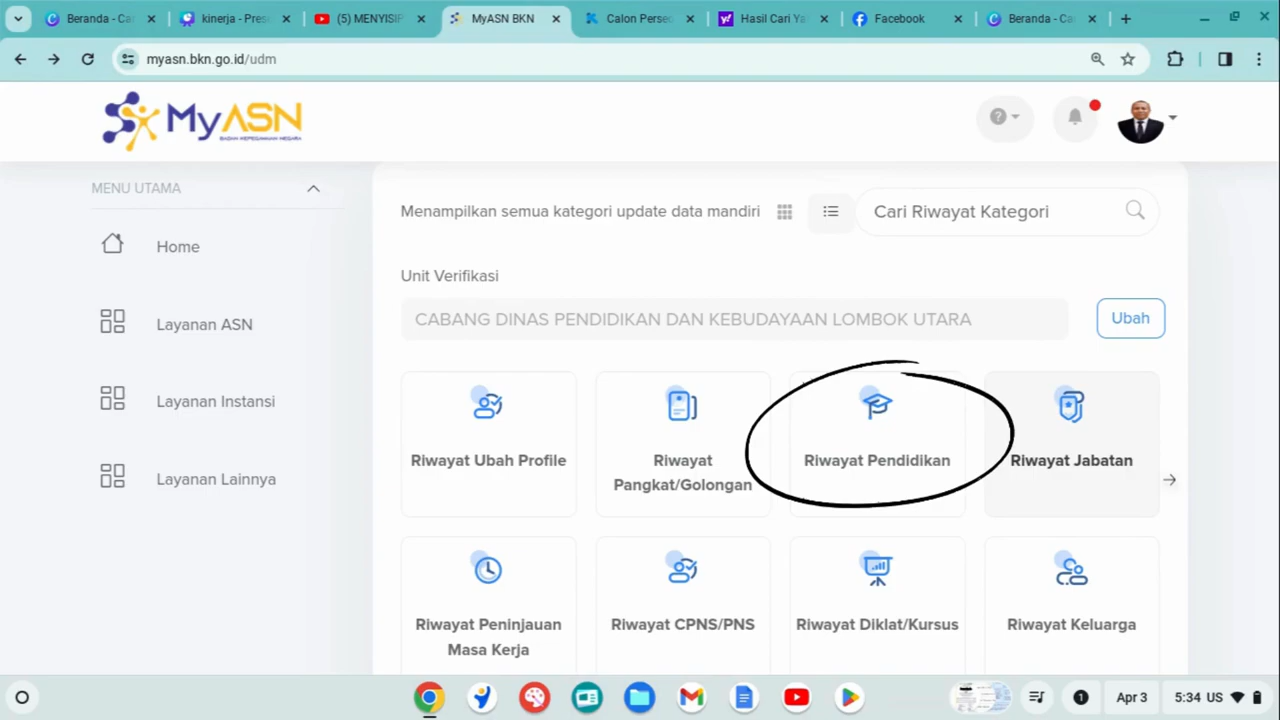 Beranda - Ca
kinerja - Pres
(5) MENYISIP
MyASN BKN
Calon Perse
Hasil Cari Ya
Facebook
Beranda - Ca
myasn.bkn.go.id/udm
MyASN
BADAN KEPEGAWAIAN NEGARA
MENU UTAMA
Home
Layanan ASN
Layanan Instansi
Layanan Lainnya
Menampilkan semua kategori update data mandiri
Cari Riwayat Kategori
Unit Verifikasi
CABANG DINAS PENDIDIKAN DAN KEBUDAYAAN LOMBOK UTARA
Ubah
Riwayat Ubah Profile
Riwayat
Pangkat/Golongan
Riwayat Pendidikan
Riwayat Jabatan
Riwayat Peninjauan
Masa Kerja
Riwayat CPNS/PNS
Riwayat Diklat/Kursus
Riwayat Keluarga
1
Apr 3
5:34 US